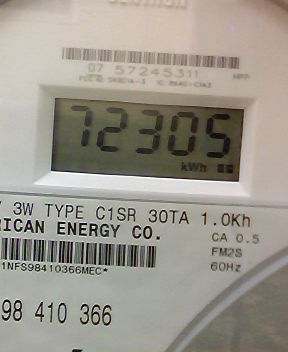 07 57245311
72305
kWh
3W TYPE C1SR 30TA 1.0Kh
RICAN ENERGY CO.
CA 0.5
FM2S
60Hz
1NFS98410366MEC*
98 410 366